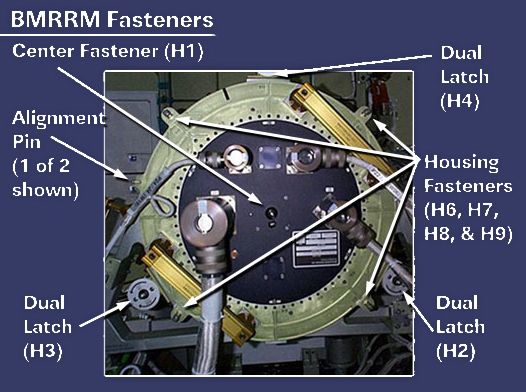 BMRRM Fasteners
Center Fastener (H1)
Dual
Latch
(H4)
Alignment
Pin
(1 of 2
shown)
Housing
Fasteners
(H6, H7,
H8, & H9)
Dual
Latch
(H3)
Dual
Latch
(H2)